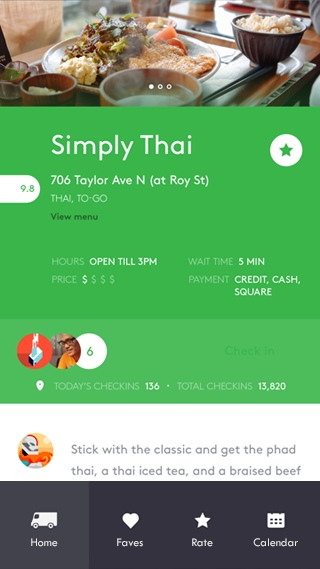 Simply Thai
9.8
706 Taylor Ave N (at Roy St)
THAI, TO-GO
View menu
HOURS OPEN TILL 3PM
WAIT TIME 5 MIN
PRICE $ $ $ $
PAYMENT CREDIT, CASH,
SQUARE
6
Check in
TODAY'S CHECKINS 136 • TOTAL CHECKINS 13,820
Stick with the classic and get the phad
thai, a thai iced tea, and a braised beef
Home
Faves
Rate
Calendar